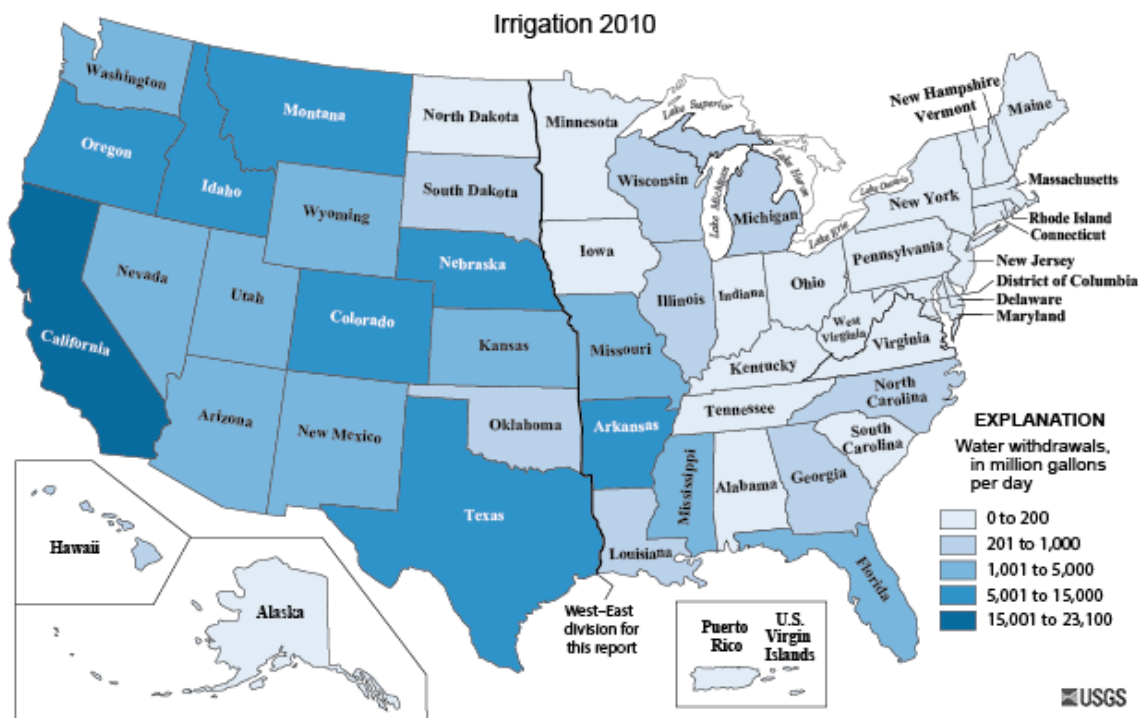 Irrigation 2010
Washington
Oregon
California
Nevada
Idaho
Montana
Wyoming
Utah
Arizona
Colorado
New Mexico
North Dakota
South Dakota
Nebraska
Kansas
Oklahoma
Texas
Minnesota
Iowa
Missouri
Arkansas
Louisiana
Wisconsin
Illinois
Michigan
Indiana
Ohio
Kentucky
Tennessee
Mississippi
Alabama
Georgia
Florida
South
Carolina
North
Carolina
Virginia
West
Virginia
Pennsylvania
New York
Maine
New Hampshire
Vermont
Massachusetts
Rhode Island
Connecticut
New Jersey
District of Columbia
Delaware
Maryland
Lake Superior
Lake Michigan
Lake Huron
Lake Erie
Lake Ontario
Hawaii
Alaska
West–East
division for
this report
Puerto
Rico
U.S.
Virgin
Islands
EXPLANATION
Water withdrawals,
in million gallons
per day
0 to 200
201 to 1,000
1,001 to 5,000
5,001 to 15,000
15,001 to 23,100
USGS